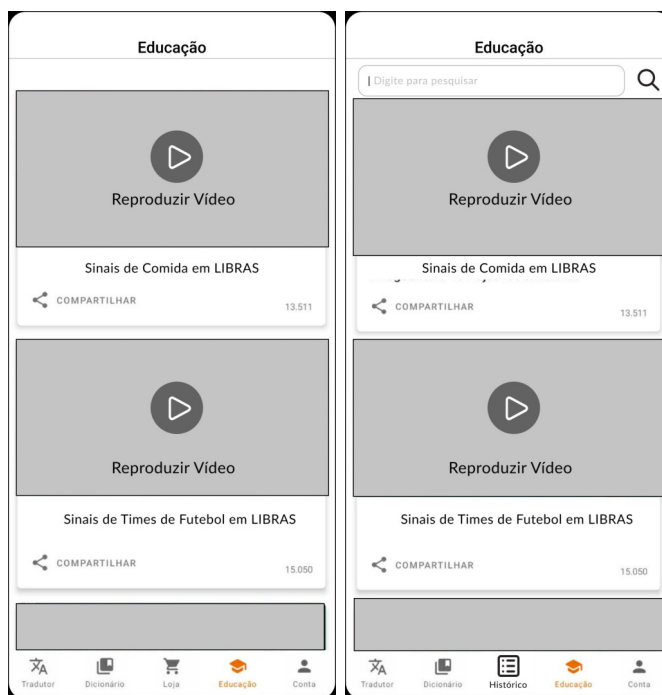 Educação
Reproduzir Vídeo
Sinais de Comida em LIBRAS
COMPARTILHAR
13.511
Reproduzir Vídeo
Sinais de Times de Futebol em LIBRAS
COMPARTILHAR
15.050
Tradutor Dicionário Loja Educação Conta
Educação
Digite para pesquisar
Reproduzir Vídeo
Sinais de Comida em LIBRAS
COMPARTILHAR
13.511
Reproduzir Vídeo
Sinais de Times de Futebol em LIBRAS
COMPARTILHAR
15.050
Tradutor Dicionário Histórico Educação Conta